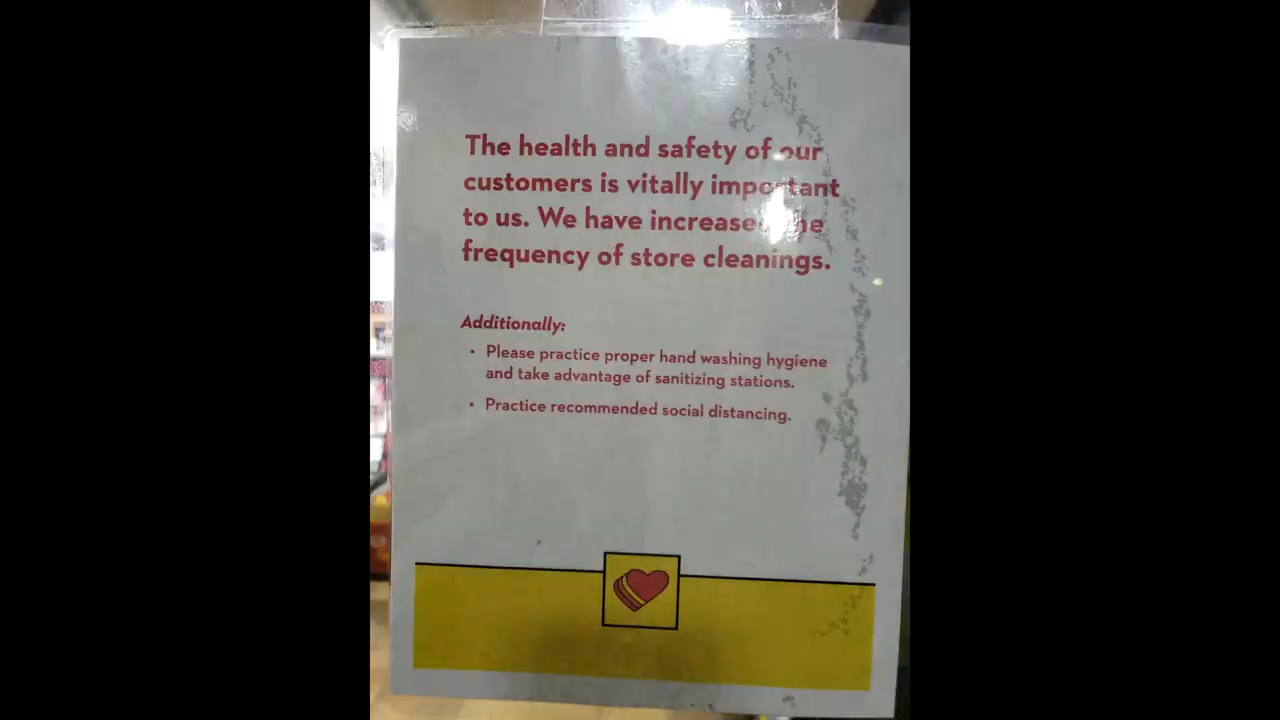 The health and safety of our
customers is vitally important
to us. We have increased the
frequency of store cleanings.
Additionally:
• Please practice proper hand washing hygiene
and take advantage of sanitizing stations.
• Practice recommended social distancing.